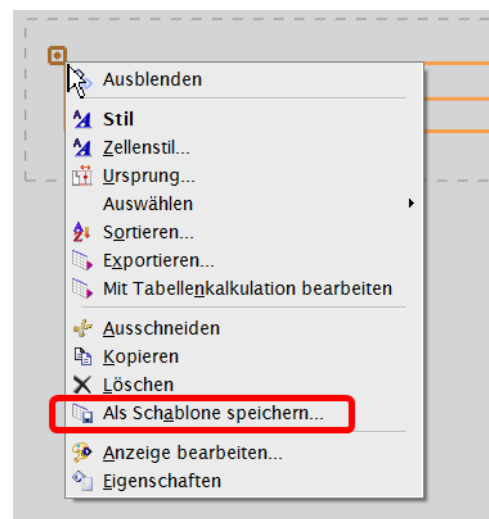 Ausblenden
Stil
Zellenstil...
Ursprung...
Auswählen
Sortieren...
Exportieren...
Mit Tabellenkalkulation bearbeiten
Ausschneiden
Kopieren
Löschen
Als Schablone speichern...
Anzeige bearbeiten...
Eigenschaften